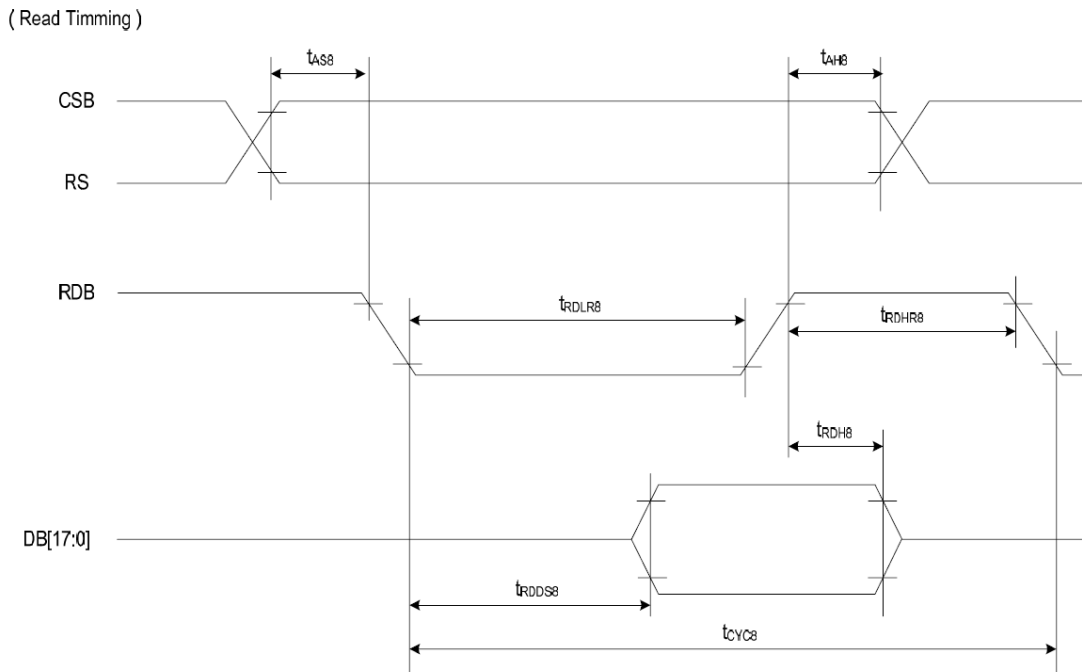 ( Read Timming )
tAS8
tAH8
CSB
RS
RDB
tRDLR8
tRDHR8
tRDH8
DB[17:0]
tRDDS8
tCYC8